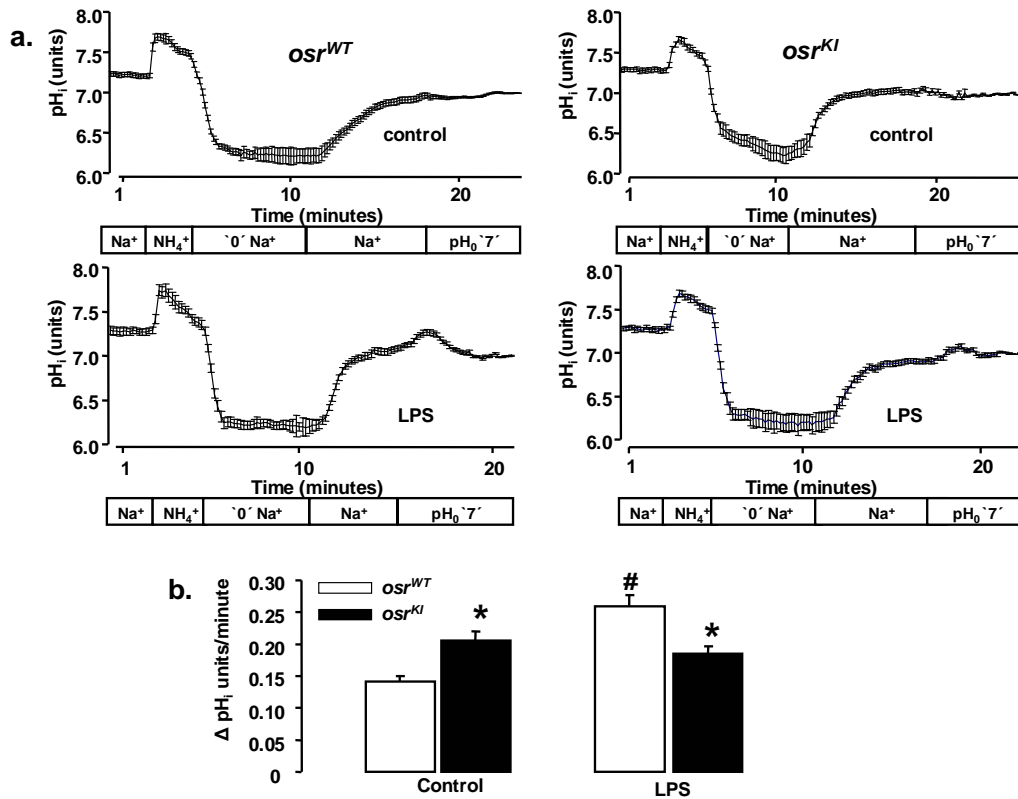 a.
8.0
7.5
7.0
6.5
6.0
pHᵢ (units)
osrᵂᵀ
control
1 10 20
Time (minutes)
Na⁺ NH₄⁺ `0´ Na⁺ Na⁺ pH₀`7´
8.0
7.5
7.0
6.5
6.0
pHᵢ (units)
osrᴷᴵ
control
1 10 20
Time (minutes)
Na⁺ NH₄⁺ `0´ Na⁺ Na⁺ pH₀`7´
8.0
7.5
7.0
6.5
6.0
pHᵢ (units)
LPS
1 10 20
Time (minutes)
Na⁺ NH₄⁺ `0´ Na⁺ Na⁺ pH₀`7´
8.0
7.5
7.0
6.5
6.0
pHᵢ (units)
LPS
1 10 20
Time (minutes)
Na⁺ NH₄⁺ `0´ Na⁺ Na⁺ pH₀`7´
b.
0.30
0.25
0.20
0.15
0.10
0.05
0
Δ pHᵢ units/minute
osrᵂᵀ
osrᴷᴵ
*
#
*
Control LPS